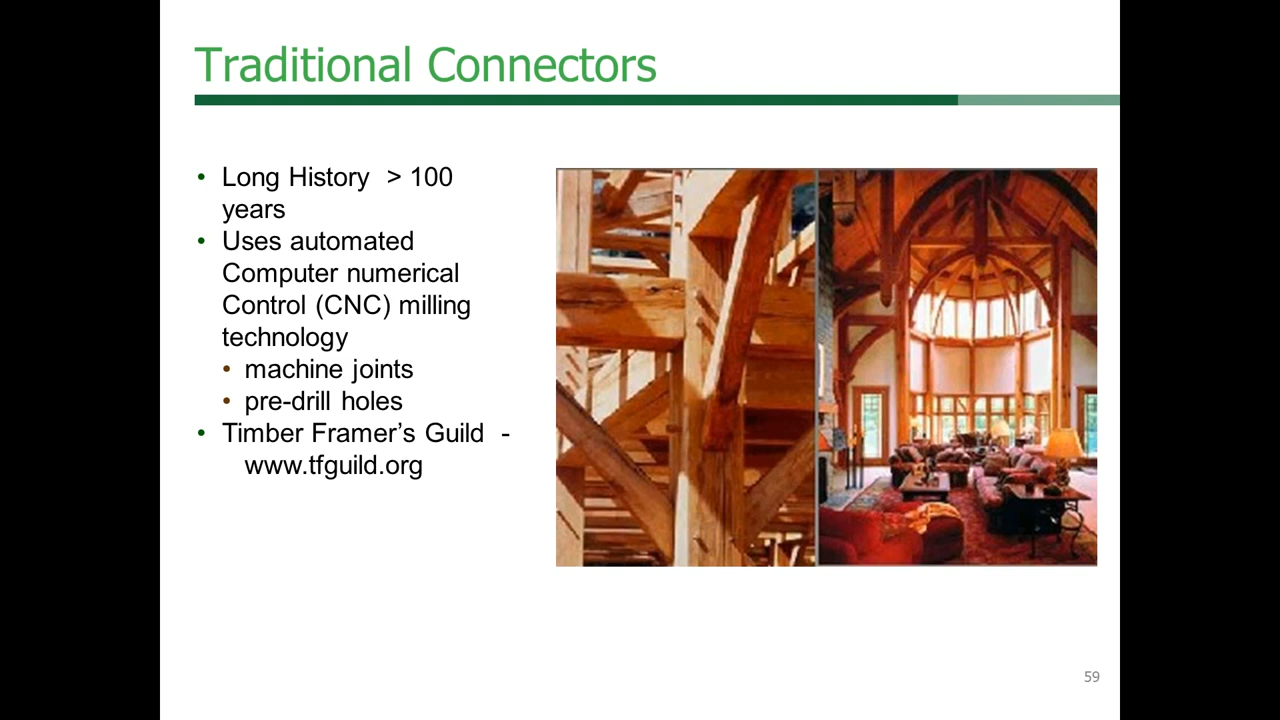 Traditional Connectors
• Long History  > 100
years
• Uses automated
Computer numerical
Control (CNC) milling
technology
• machine joints
• pre-drill holes
• Timber Framer’s Guild  -
www.tfguild.org
59